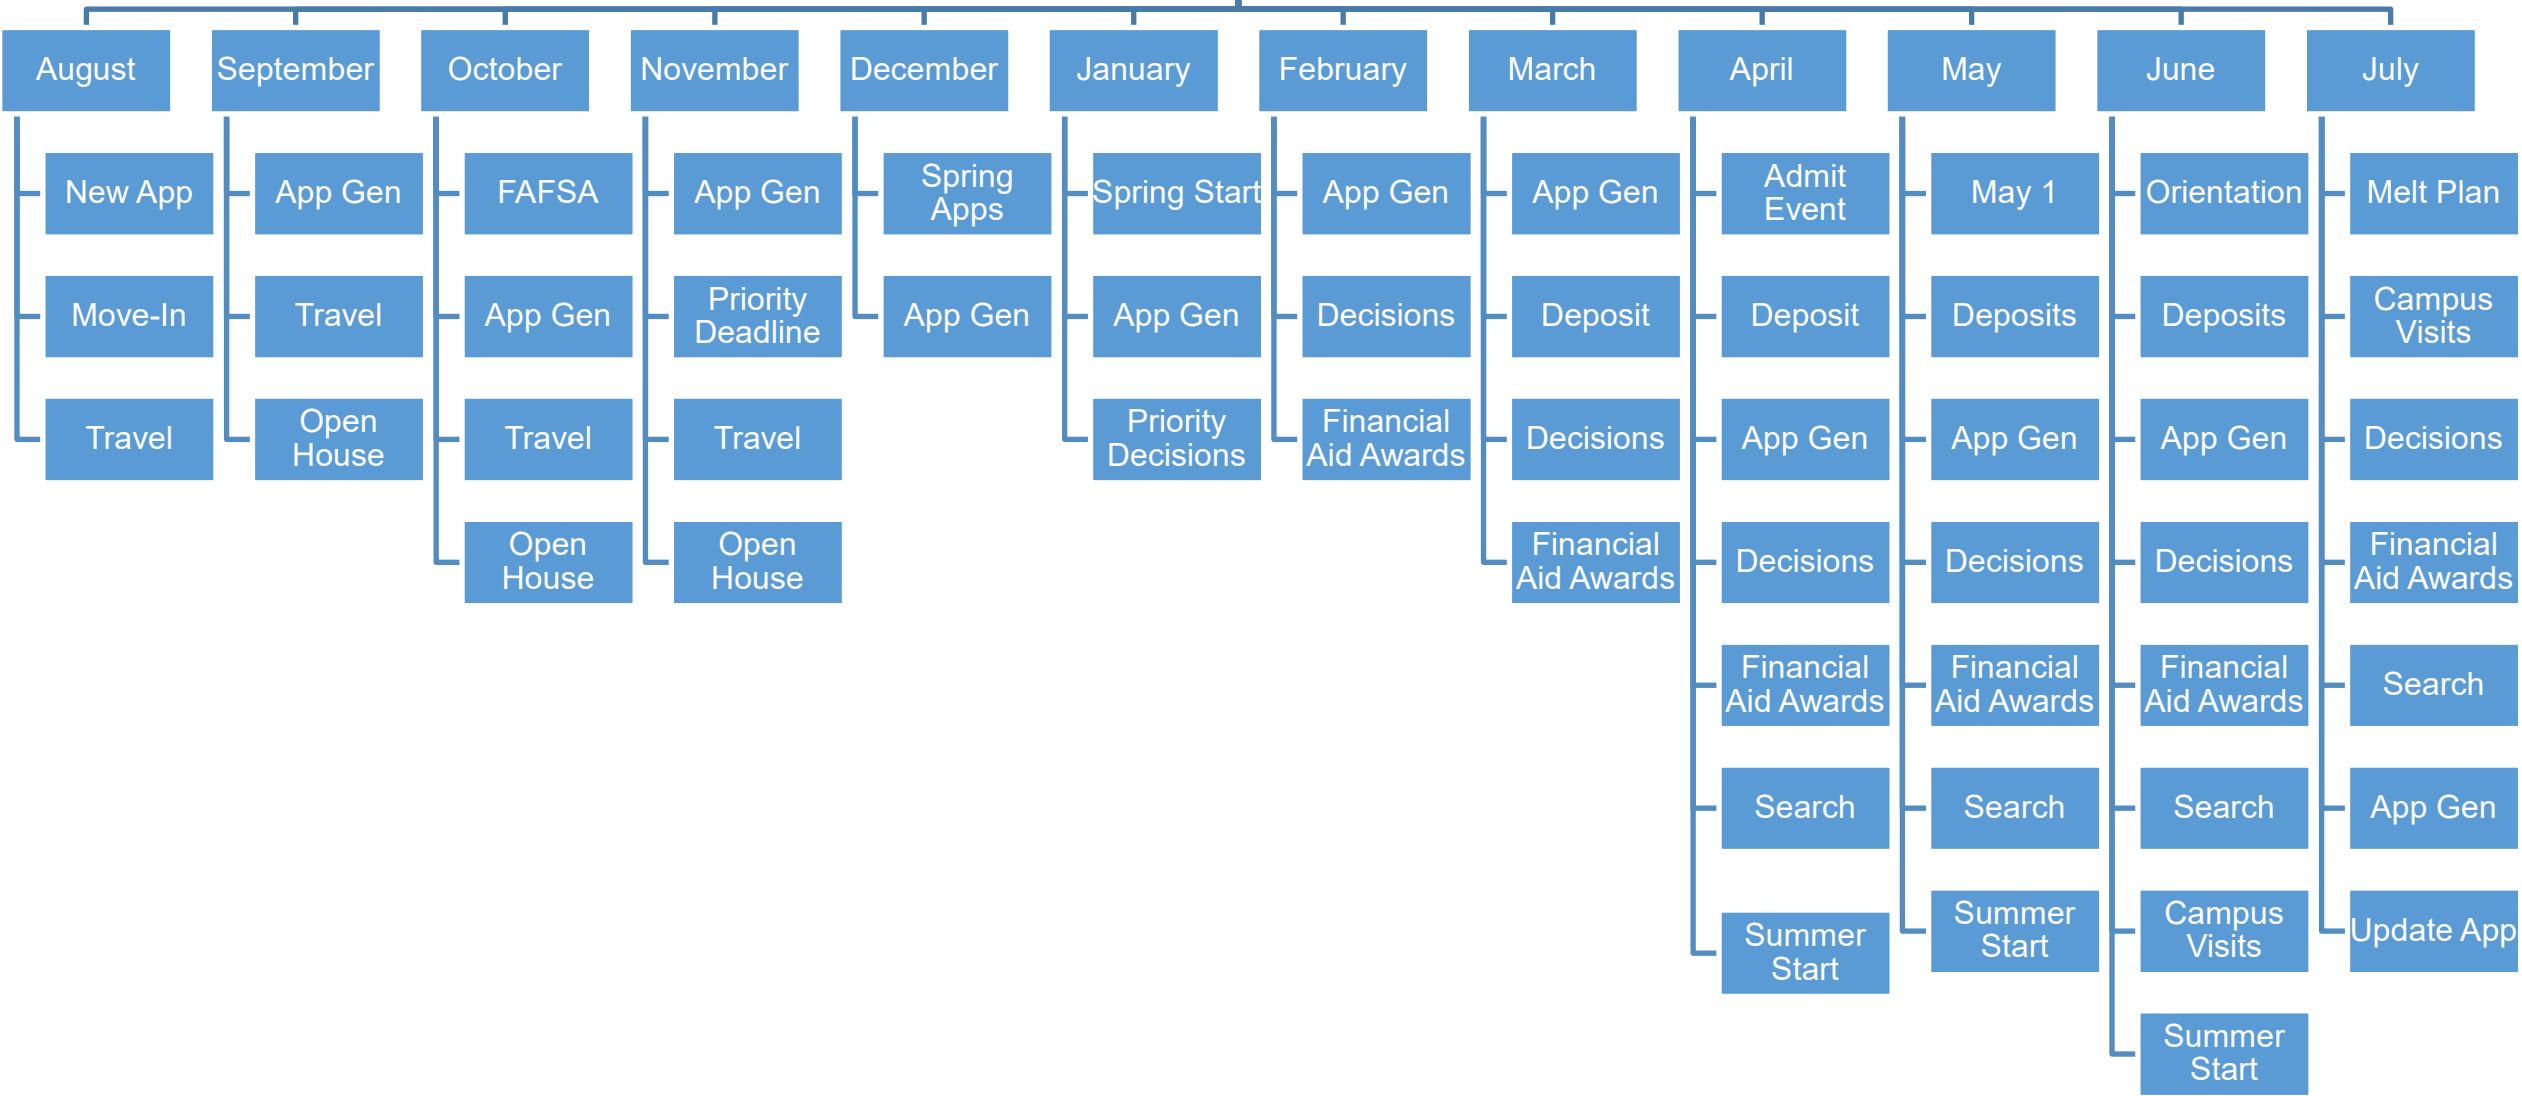 August
New App
Move-In
Travel
September
App Gen
Travel
Open
House
October
FAFSA
App Gen
Travel
Open
House
November
App Gen
Priority
Deadline
Travel
Open
House
December
Spring
Apps
App Gen
January
Spring Start
App Gen
Priority
Decisions
February
App Gen
Decisions
Financial
Aid Awards
March
App Gen
Deposit
Decisions
Financial
Aid Awards
April
Admit
Event
Deposit
App Gen
Decisions
Financial
Aid Awards
Search
Summer
Start
May
May 1
Deposits
App Gen
Decisions
Financial
Aid Awards
Search
Summer
Start
June
Orientation
Deposits
App Gen
Decisions
Financial
Aid Awards
Search
Campus
Visits
Summer
Start
July
Melt Plan
Campus
Visits
Decisions
Financial
Aid Awards
Search
App Gen
Update App